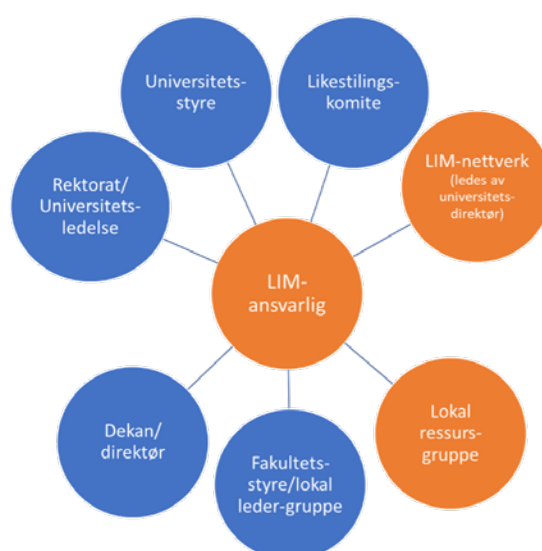 Universitets-
styre
Likestilings-
komite
LIM-nettverk
(ledes av
universitets-
direktør)
Rektorat/
Universitets-
ledelse
LIM-
ansvarlig
Lokal
ressurs-
gruppe
Dekan/
direktør
Fakultets-
styre/lokal
leder-gruppe